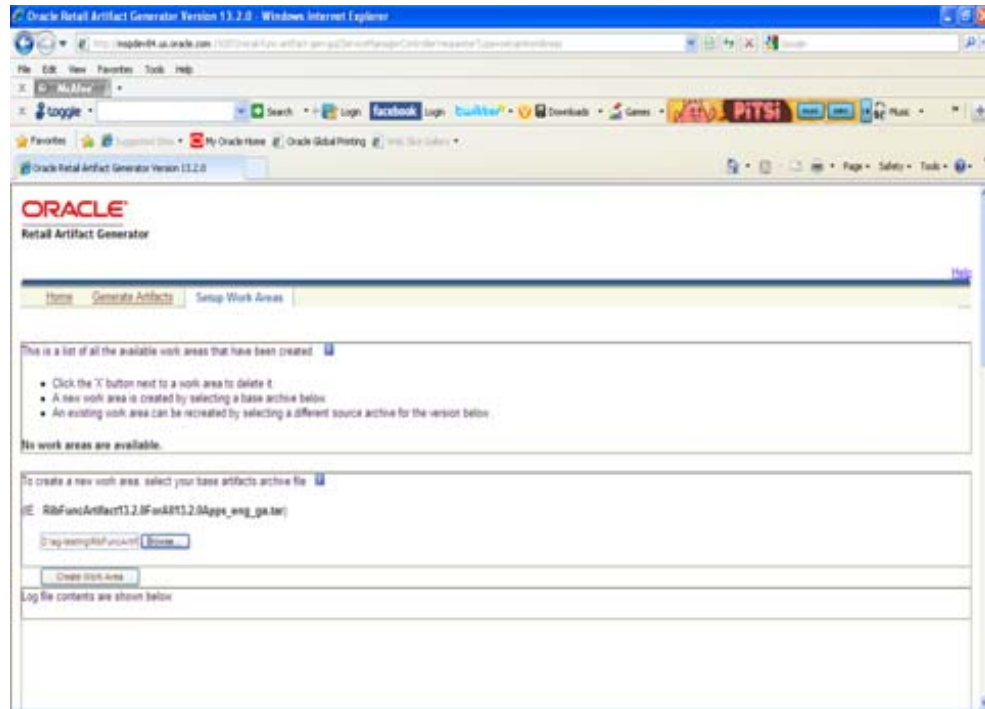 Oracle Retail Artifact Generator Version 13.2.0 - Windows Internet Explorer
File Edit View Favorites Tools Help
X McAfee
X toggle Search Login facebook Login twitter Downloads Games PiTSi Music
Favorites My Oracle Home Oracle Global Printing
Oracle Retail Artifact Generator Version 13.2.0 Page Safety Tools
ORACLE
Retail Artifact Generator
Help
Home Generate Artifacts Setup Work Areas
This is a list of all the available work areas that have been created
Click the 'X' button next to a work area to delete it
A new work area is created by selecting a base archive below
An existing work area can be recreated by selecting a different source archive for the version below
No work areas are available.
To create a new work area, select your base artifacts archive file
(IE RibFuncArtifact13.2.0ForAll13.2.0Apps_eng_ga.tar)
Browse...
Create Work Area
Log file contents are shown below